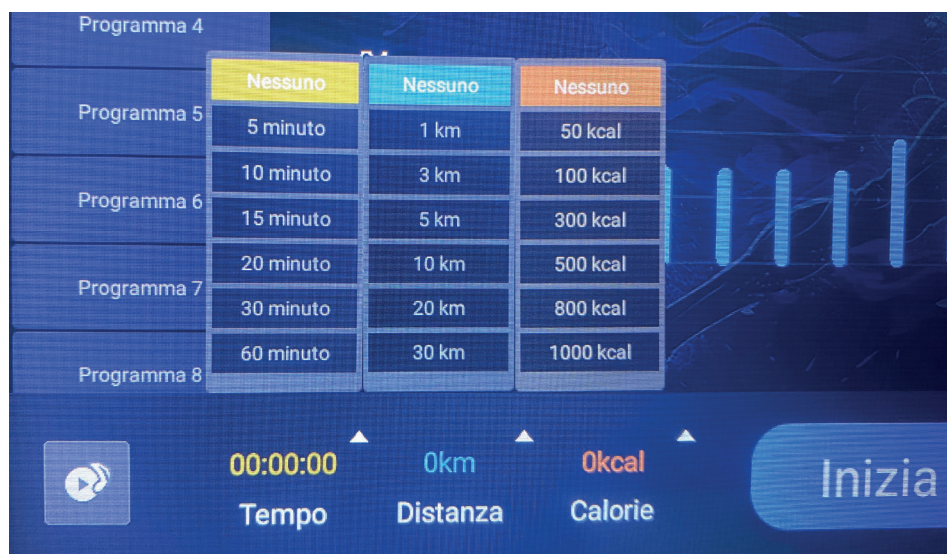 Programma 4
Programma 5
Programma 6
Programma 7
Programma 8
Nessuno
5 minuto
10 minuto
15 minuto
20 minuto
30 minuto
60 minuto
Nessuno
1 km
3 km
5 km
10 km
20 km
30 km
Nessuno
50 kcal
100 kcal
300 kcal
500 kcal
800 kcal
1000 kcal
00:00:00
Tempo
0km
Distanza
0kcal
Calorie
Inizia